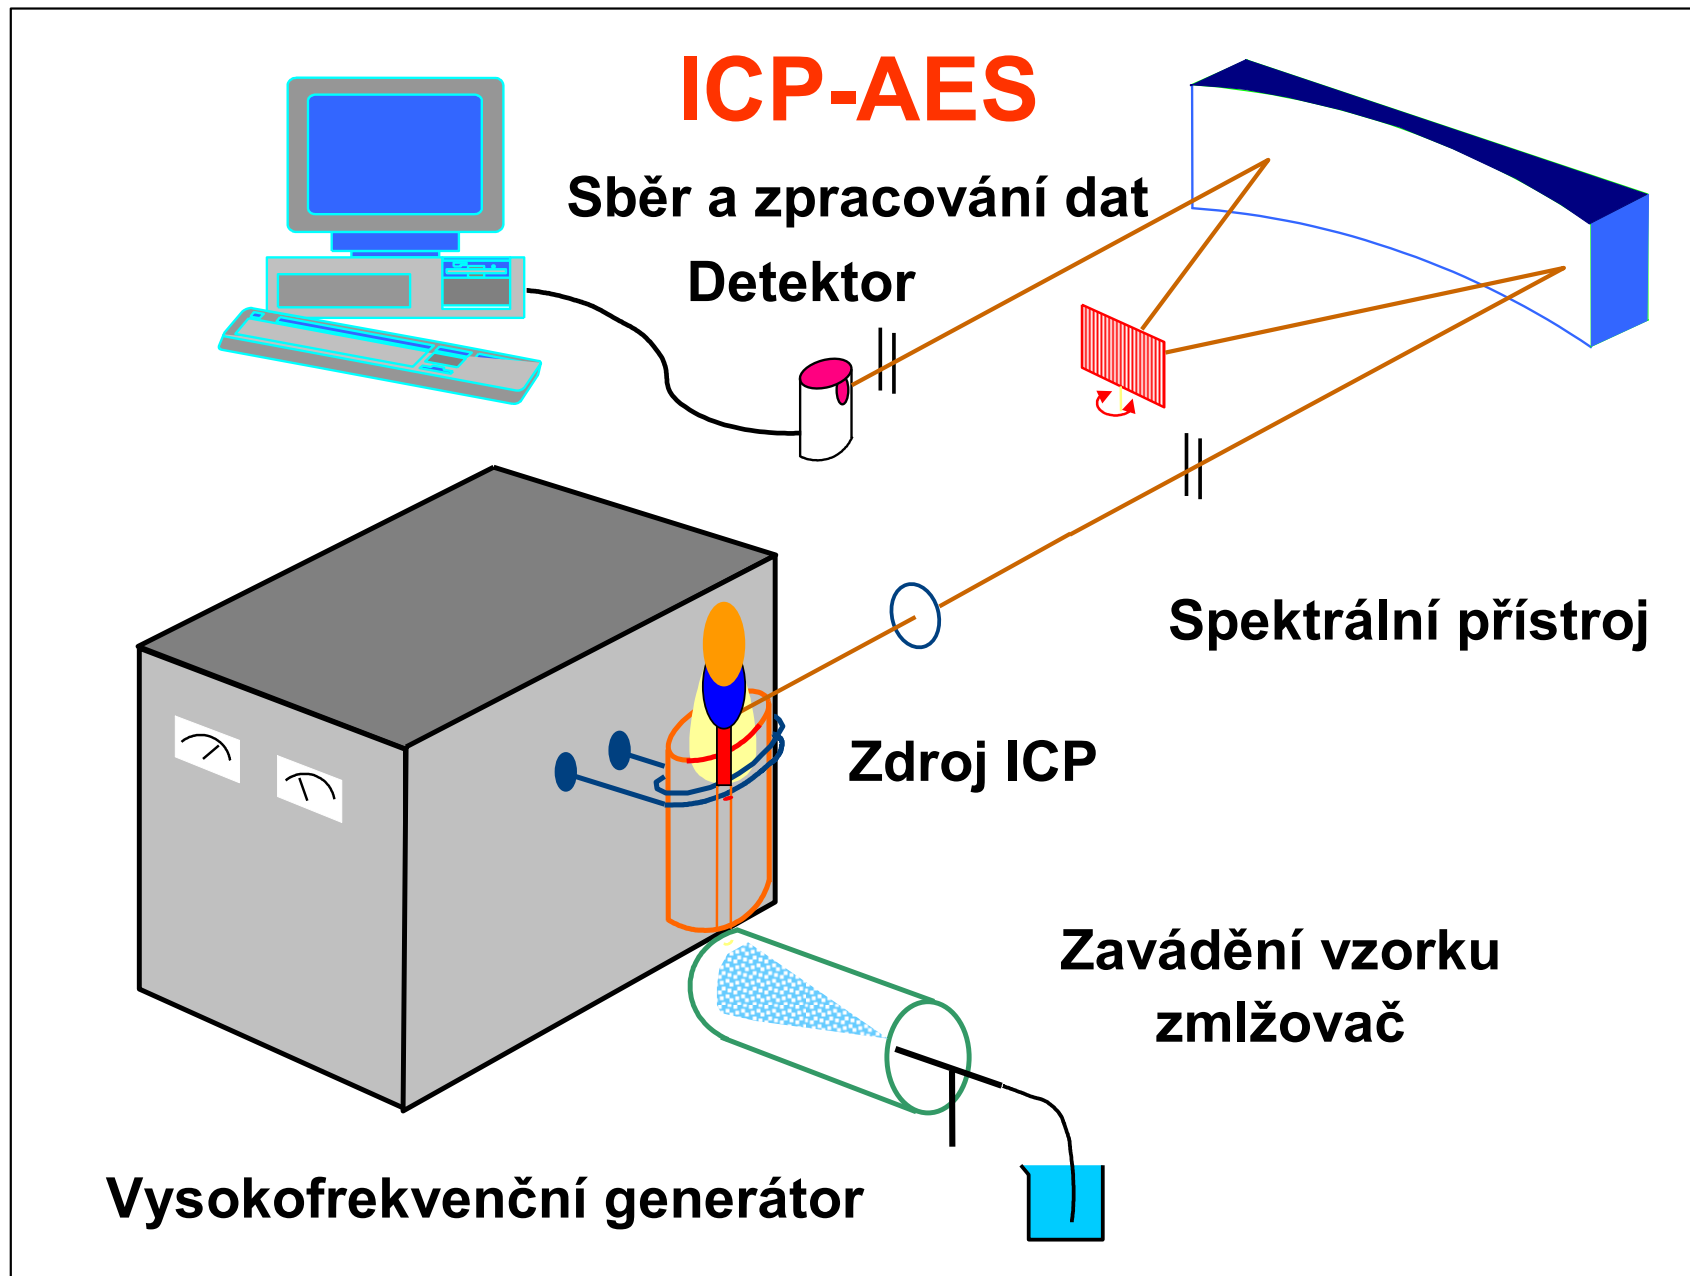 ICP-AES
Sběr a zpracování dat
Detektor
Spektrální přístroj
Zdroj ICP
Zavádění vzorku
zmlžovač
Vysokofrekvenční generátor